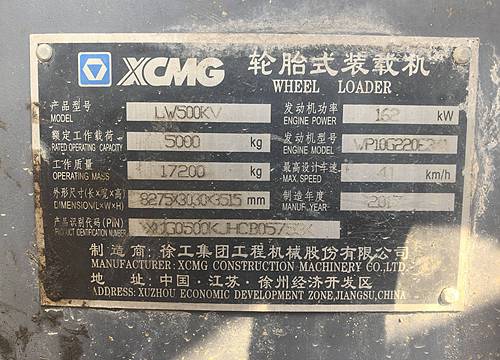 XCMG 轮胎式装载机
WHEEL LOADER
产品型号 LW500KV 发动机功率 162 kW
MODEL ENGINE POWER
额定工作载荷 5000 kg 发动机型号
RATED OPERATING CAPACITY ENGINE MODEL
工作质量 17200 kg 最高设计车速 41 km/h
OPERATING MASS MAX. SPEED
外形尺寸(长×宽×高) 8275X3030X3515 mm 制造年度
DIMENSION(L×W×H) MANUF. YEAR
产品识别代码(PIN)
PRODUCT IDENTIFICATION NUMBER
制造商: 徐工集团工程机械股份有限公司
MANUFACTURER: XCMG CONSTRUCTION MACHINERY CO., LTD.
地 址: 中国·江苏·徐州经济开发区
ADDRESS: XUZHOU ECONOMIC DEVELOPMENT ZONE, JIANGSU, CHINA